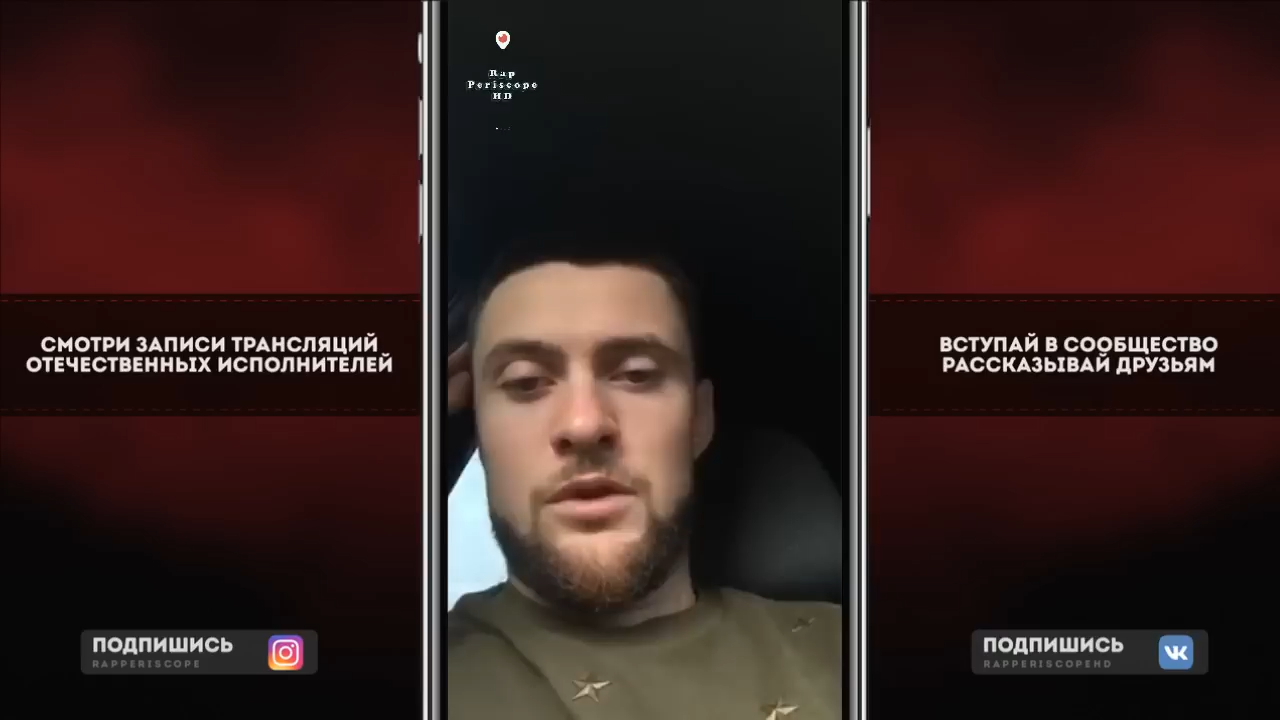 Rap
Periscope
HD
СМОТРИ ЗАПИСИ ТРАНСЛЯЦИЙ
ОТЕЧЕСТВЕННЫХ ИСПОЛНИТЕЛЕЙ
ВСТУПАЙ В СООБЩЕСТВО
РАССКАЗЫВАЙ ДРУЗЬЯМ
ПОДПИШИСЬ
RAPPERISCOPE
ПОДПИШИСЬ
RAPPERISCOPEHD